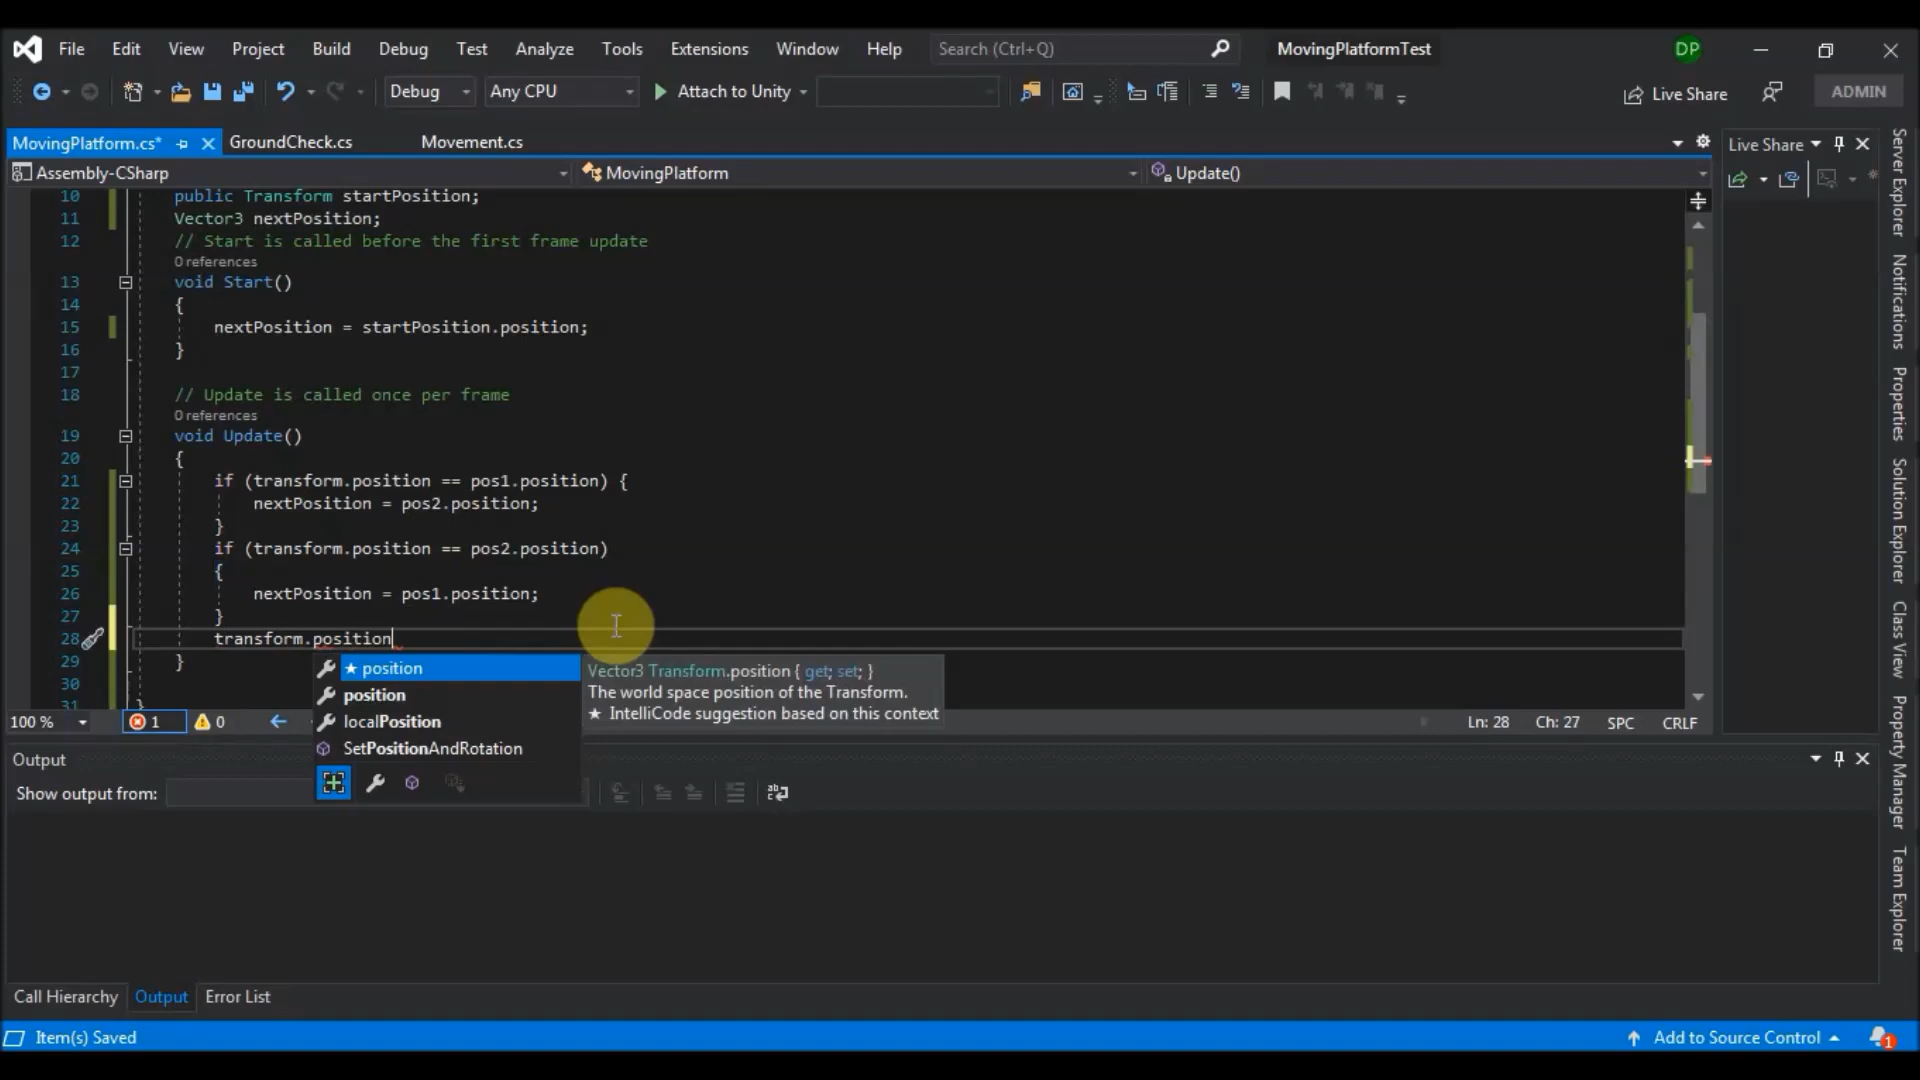 File Edit View Project Build Debug Test Analyze Tools Extensions Window Help Search (Ctrl+Q) MovingPlatformTest DP
Debug Any CPU Attach to Unity Live Share ADMIN
MovingPlatform.cs* GroundCheck.cs Movement.cs Live Share
Assembly-CSharp MovingPlatform Update()
10 public Transform startPosition;
11 Vector3 nextPosition;
12 // Start is called before the first frame update
0 references
13 void Start()
14 {
15 nextPosition = startPosition.position;
16 }
17
18 // Update is called once per frame
0 references
19 void Update()
20 {
21 if (transform.position == pos1.position) {
22 nextPosition = pos2.position;
23 }
24 if (transform.position == pos2.position)
25 {
26 nextPosition = pos1.position;
27 }
28 transform.position
29 }
30
31 }
★ position
position
localPosition
SetPositionAndRotation
Vector3 Transform.position { get; set; }
The world space position of the Transform.
★ IntelliCode suggestion based on this context
100 % 1 0 Ln: 28 Ch: 27 SPC CRLF
Output
Show output from:
Call Hierarchy Output Error List
Item(s) Saved Add to Source Control 1
Server Explorer
Notifications
Properties
Solution Explorer
Class View
Property Manager
Team Explorer